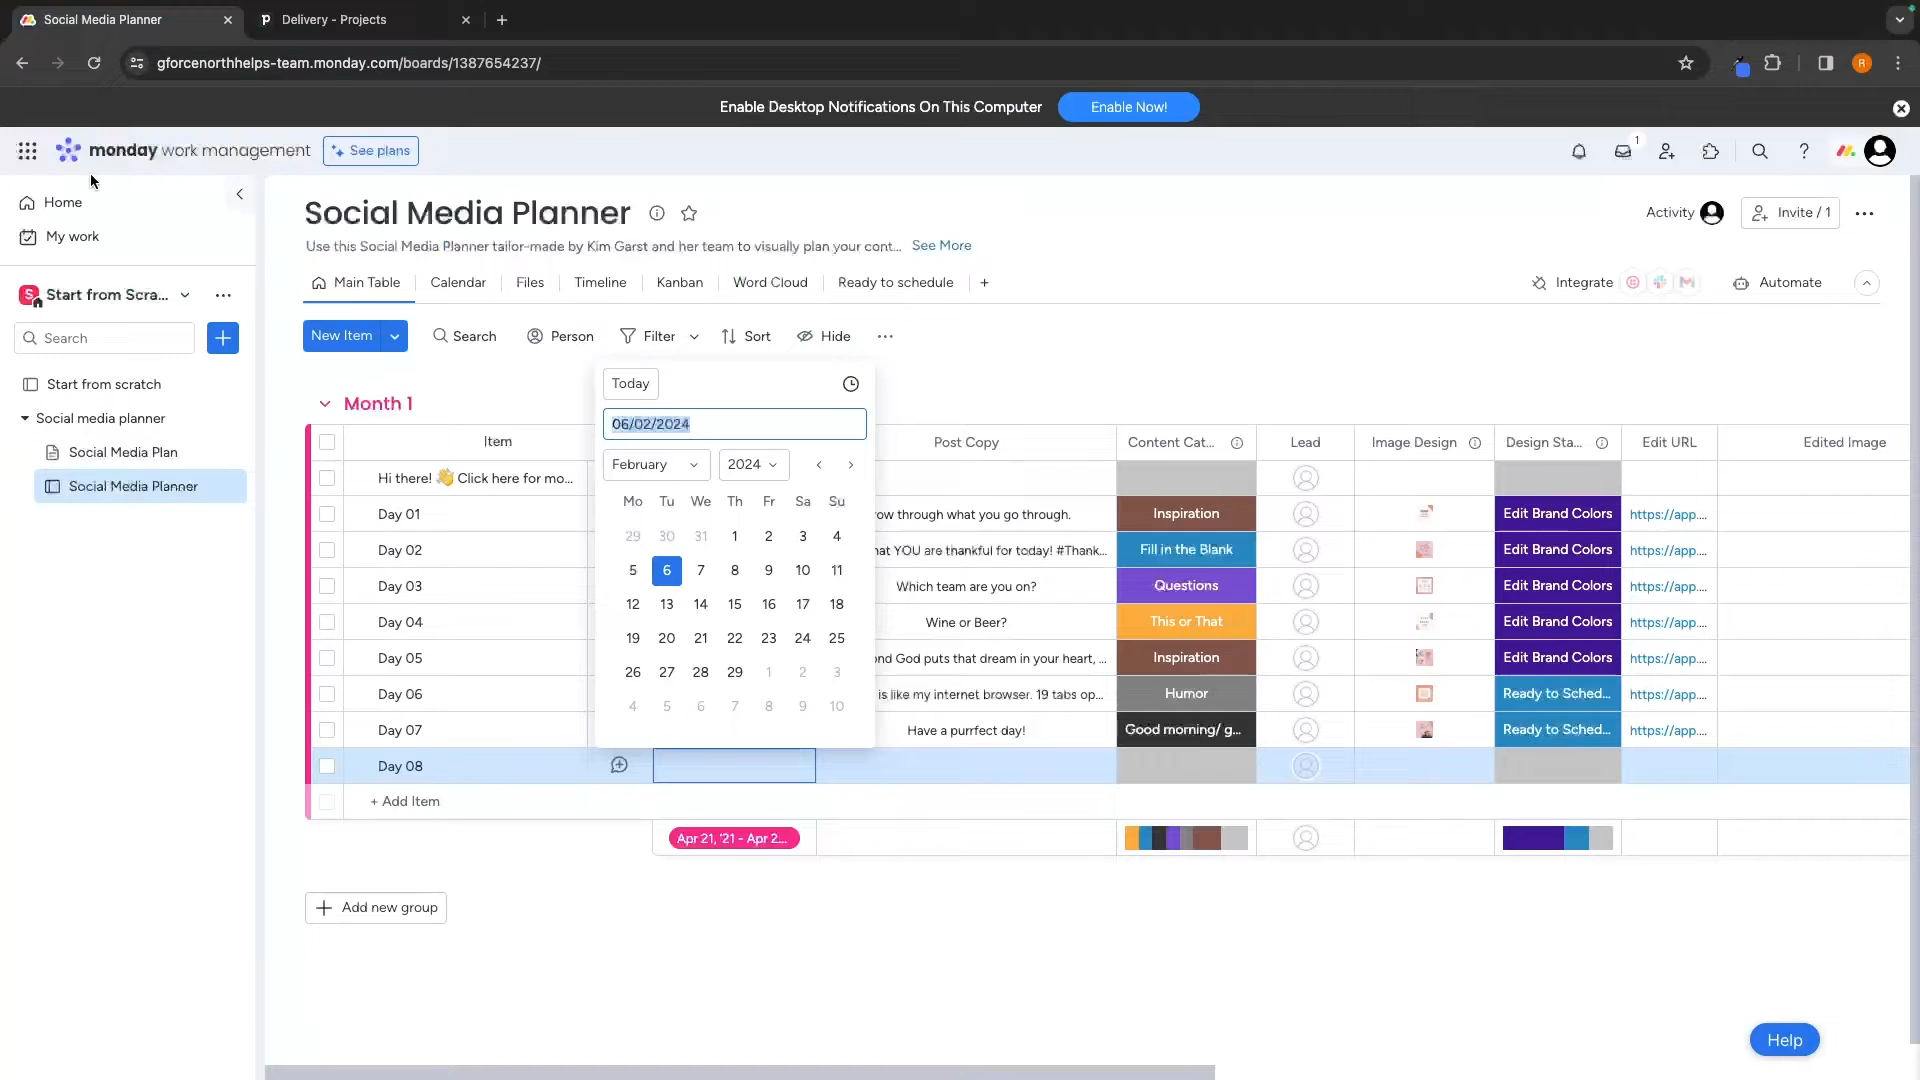 Social Media Planner
Delivery - Projects
gforcenorthhelps-team.monday.com/boards/1387654237/
R
Enable Desktop Notifications On This Computer
Enable Now!
monday work management
See plans
1
Home
My work
Social Media Planner
Activity
Invite / 1
Use this Social Media Planner tailor-made by Kim Garst and her team to visually plan your cont...
See More
S
Start from Scra...
Main Table
Calendar
Files
Timeline
Kanban
Word Cloud
Ready to schedule
+
Integrate
Automate
Search
New Item
Search
Person
Filter
Sort
Hide
Start from scratch
Social media planner
Social Media Plan
Social Media Planner
Today
06/02/2024
February
2024
Mo Tu We Th Fr Sa Su
29 30 31 1 2 3 4
5 6 7 8 9 10 11
12 13 14 15 16 17 18
19 20 21 22 23 24 25
26 27 28 29 1 2 3
4 5 6 7 8 9 10
Month 1
Item
Post Copy
Content Cat...
Lead
Image Design
Design Sta...
Edit URL
Edited Image
Hi there! 👋 Click here for mo...
Day 01
ow through what you go through.
Inspiration
Edit Brand Colors
https://app....
Day 02
hat YOU are thankful for today! #Thank...
Fill in the Blank
Edit Brand Colors
https://app....
Day 03
Which team are you on?
Questions
Edit Brand Colors
https://app....
Day 04
Wine or Beer?
This or That
Edit Brand Colors
https://app....
Day 05
nd God puts that dream in your heart, ...
Inspiration
Edit Brand Colors
https://app....
Day 06
is like my internet browser. 19 tabs op...
Humor
Ready to Sched...
https://app....
Day 07
Have a purrfect day!
Good morning/ g...
Ready to Sched...
https://app....
Day 08
+ Add Item
Apr 21, '21 - Apr 2...
Add new group
Help